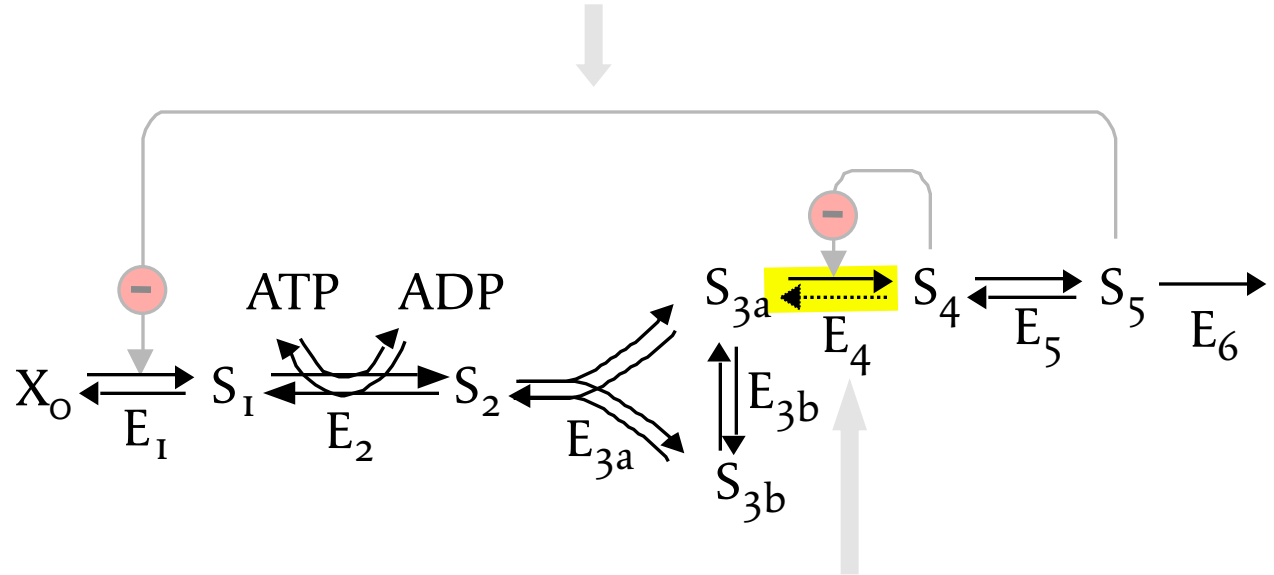 −
−
ATP ADP S3a S4 S5
E4 E5 E6
X0 S1 S2 E3b
E1 E2 E3a
S3b